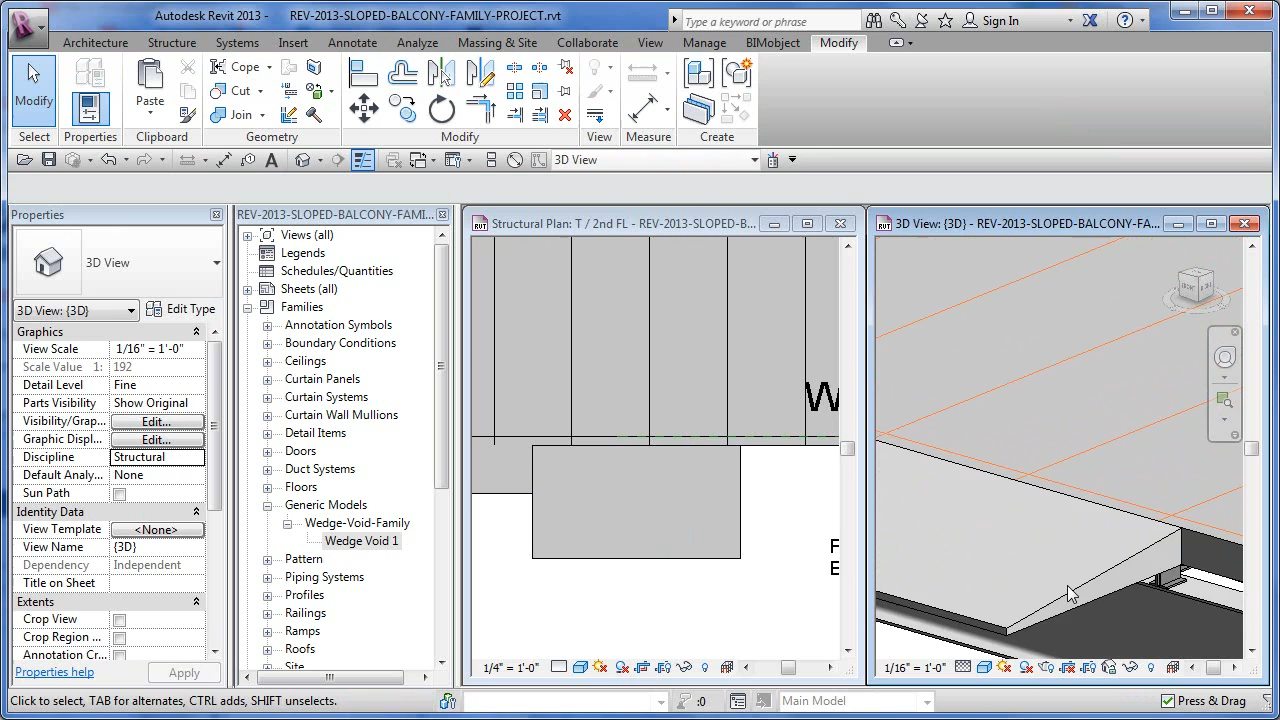 Autodesk Revit 2013 - REV-2013-SLOPED-BALCONY-FAMILY-PROJECT.rvt
Type a keyword or phrase
Sign In
Architecture Structure Systems Insert Annotate Analyze Massing & Site Collaborate View Manage BIMobject Modify
Modify
Paste
Cope
Cut
Join
Select Properties Clipboard Geometry Modify View Measure Create
3D View
Properties
3D View
3D View: {3D} Edit Type
Graphics
View Scale 1/16" = 1'-0"
Scale Value 1: 192
Detail Level Fine
Parts Visibility Show Original
Visibility/Grap... Edit...
Graphic Displ... Edit...
Discipline Structural
Default Analy... None
Sun Path
Identity Data
View Template <None>
View Name {3D}
Dependency Independent
Title on Sheet
Extents
Crop View
Crop Region ...
Annotation Cr...
Properties help Apply
REV-2013-SLOPED-BALCONY-FAMI...
Views (all)
Legends
Schedules/Quantities
Sheets (all)
Families
Annotation Symbols
Boundary Conditions
Ceilings
Curtain Panels
Curtain Systems
Curtain Wall Mullions
Detail Items
Doors
Duct Systems
Floors
Generic Models
Wedge-Void-Family
Wedge Void 1
Pattern
Piping Systems
Profiles
Railings
Ramps
Roofs
Site
Structural Plan: T / 2nd FL - REV-2013-SLOPED-B...
W
F
E
1/4" = 1'-0"
3D View: {3D} - REV-2013-SLOPED-BALCONY-FA...
1/16" = 1'-0"
Click to select, TAB for alternates, CTRL adds, SHIFT unselects.
:0
Main Model
Press & Drag